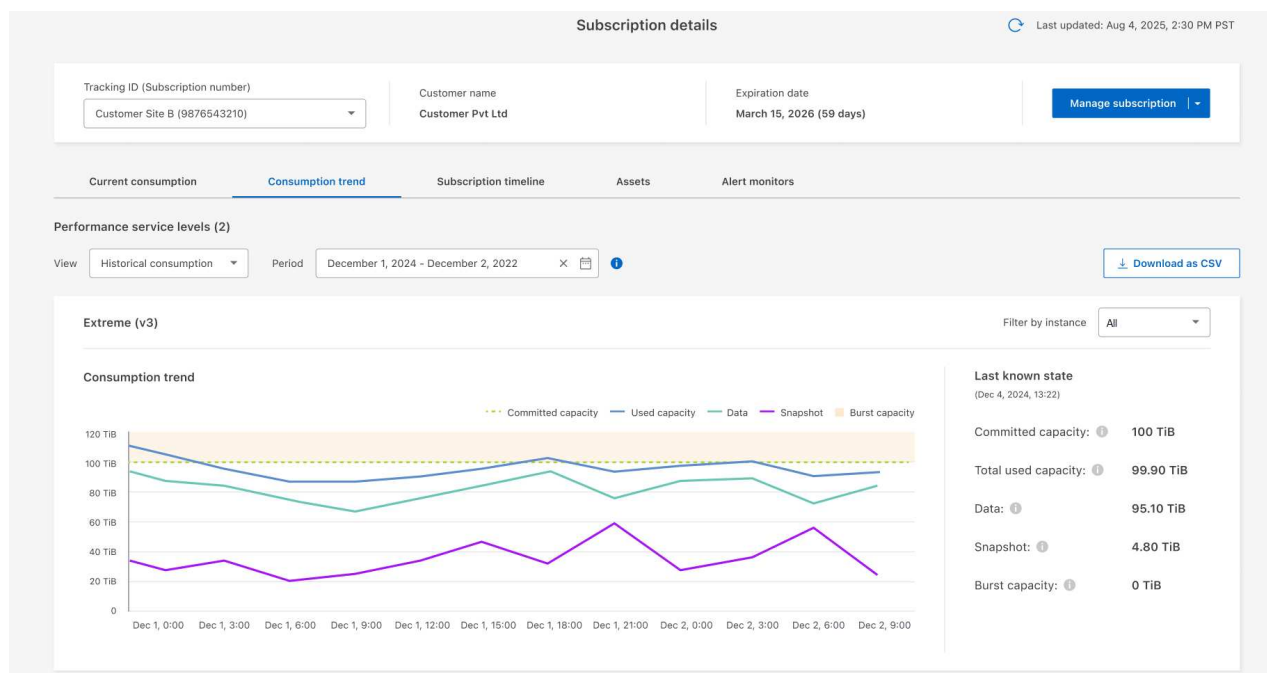 Subscription details
Last updated: Aug 4, 2025, 2:30 PM PST
Tracking ID (Subscription number)
Customer Site B (9876543210)
Customer name
Customer Pvt Ltd
Expiration date
March 15, 2026 (59 days)
Manage subscription
Current consumption Consumption trend Subscription timeline Assets Alert monitors
Performance service levels (2)
View Historical consumption Period December 1, 2024 - December 2, 2022
Download as CSV
Extreme (v3)
Filter by instance All
Consumption trend
Committed capacity Used capacity Data Snapshot Burst capacity
120 TiB
100 TiB
80 TiB
60 TiB
40 TiB
20 TiB
0
Dec 1, 0:00 Dec 1, 3:00 Dec 1, 6:00 Dec 1, 9:00 Dec 1, 12:00 Dec 1, 15:00 Dec 1, 18:00 Dec 1, 21:00 Dec 2, 0:00 Dec 2, 3:00 Dec 2, 6:00 Dec 2, 9:00
Last known state
(Dec 4, 2024, 13:22)
Committed capacity: 100 TiB
Total used capacity: 99.90 TiB
Data: 95.10 TiB
Snapshot: 4.80 TiB
Burst capacity: 0 TiB